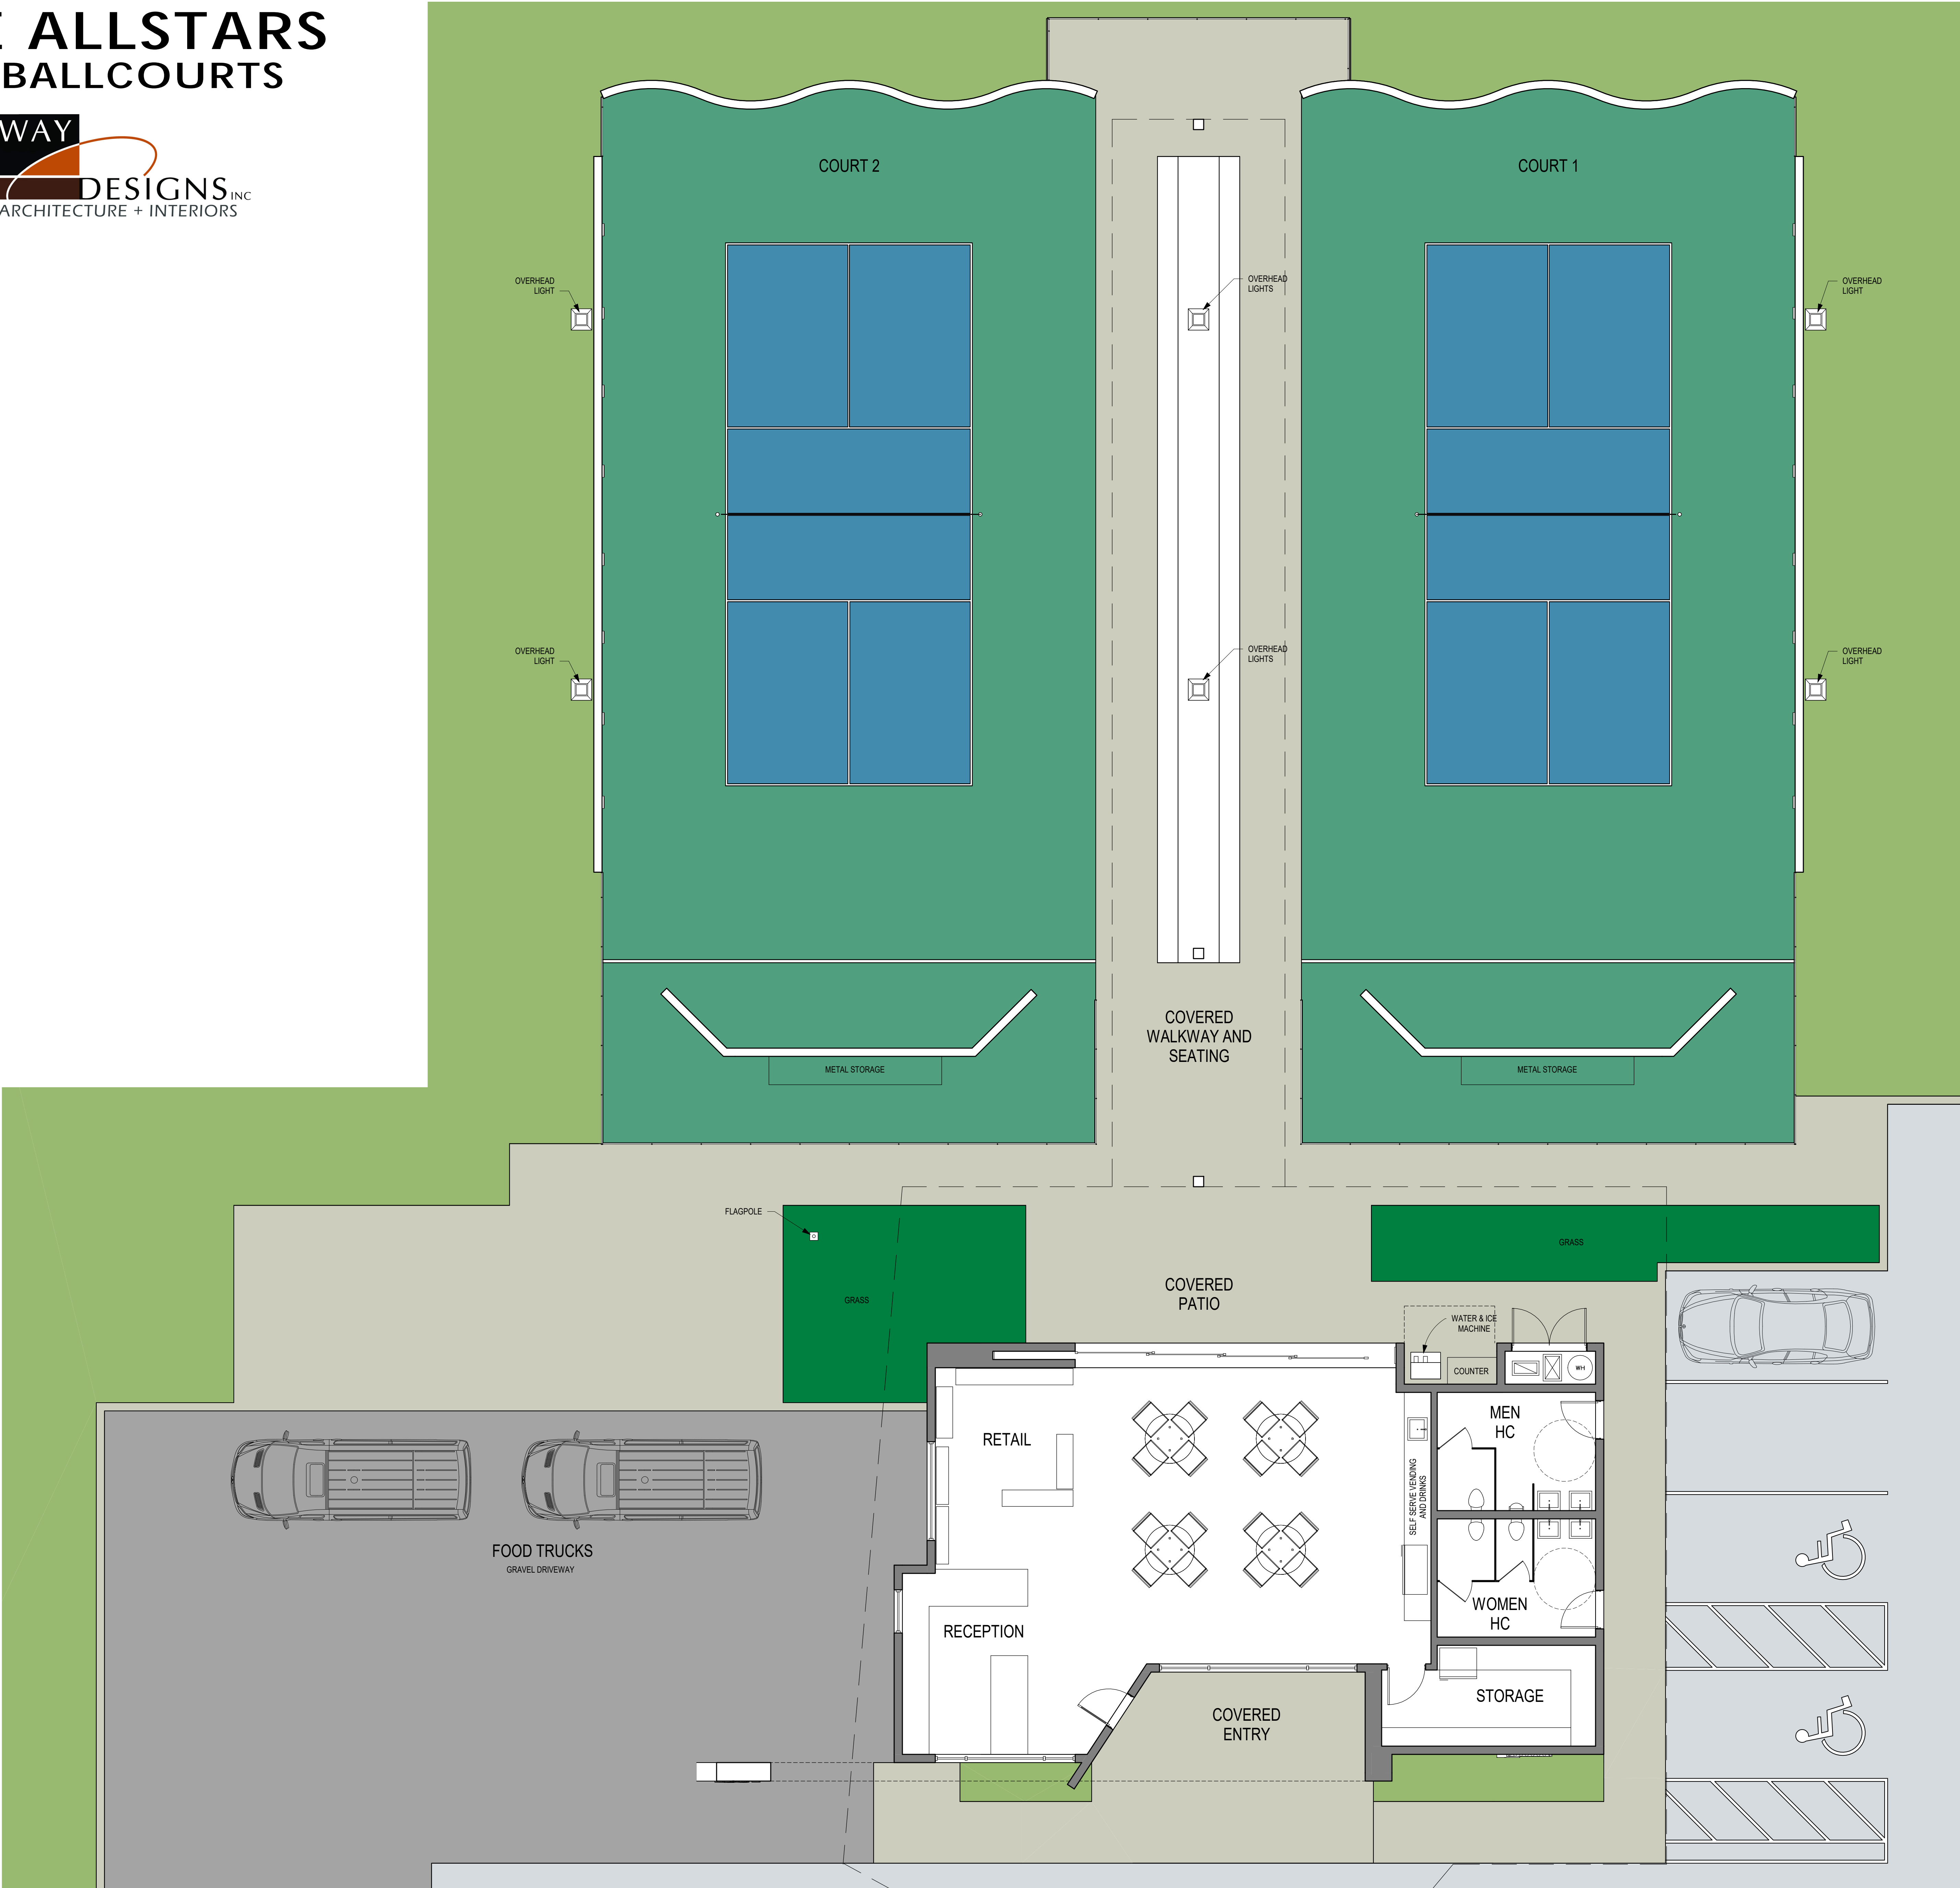 ALLSTARS
BALLCOURTS
WAY
DESIGNS INC
ARCHITECTURE + INTERIORS
COURT 2
COURT 1
OVERHEAD
LIGHT
OVERHEAD
LIGHTS
OVERHEAD
LIGHT
OVERHEAD
LIGHT
OVERHEAD
LIGHTS
OVERHEAD
LIGHT
COVERED
WALKWAY AND
SEATING
METAL STORAGE
METAL STORAGE
FLAGPOLE
GRASS
GRASS
COVERED
PATIO
WATER & ICE
MACHINE
COUNTER
WH
RETAIL
MEN
HC
SELF SERVE VENDING
AND DRINKS
FOOD TRUCKS
GRAVEL DRIVEWAY
WOMEN
HC
RECEPTION
STORAGE
COVERED
ENTRY